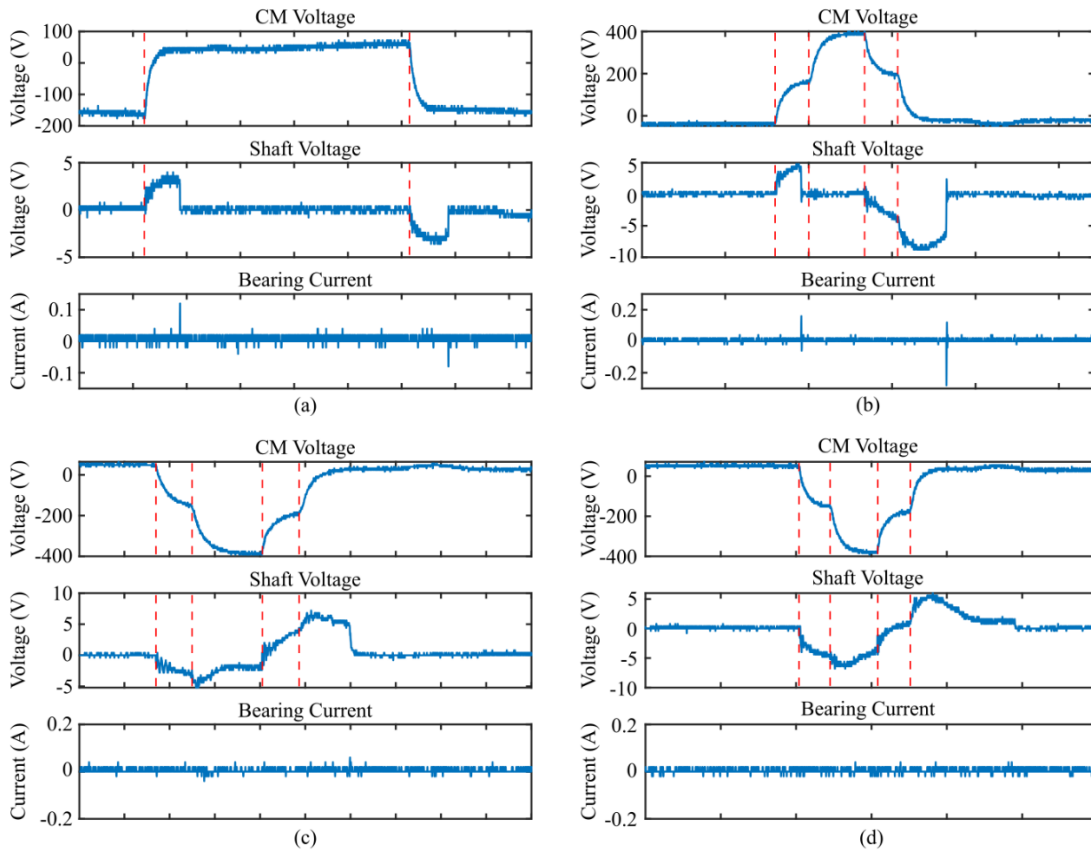 CM Voltage
Voltage (V)
100
0
-100
-200
Shaft Voltage
Voltage (V)
5
0
-5
Bearing Current
Current (A)
0.1
0
-0.1
(a)
CM Voltage
Voltage (V)
400
200
0
Shaft Voltage
Voltage (V)
5
0
-5
-10
Bearing Current
Current (A)
0.2
0
-0.2
(b)
CM Voltage
Voltage (V)
0
-200
-400
Shaft Voltage
Voltage (V)
10
5
0
-5
Bearing Current
Current (A)
0.2
0
-0.2
(c)
CM Voltage
Voltage (V)
0
-200
-400
Shaft Voltage
Voltage (V)
5
0
-5
-10
Bearing Current
Current (A)
0.2
0
-0.2
(d)